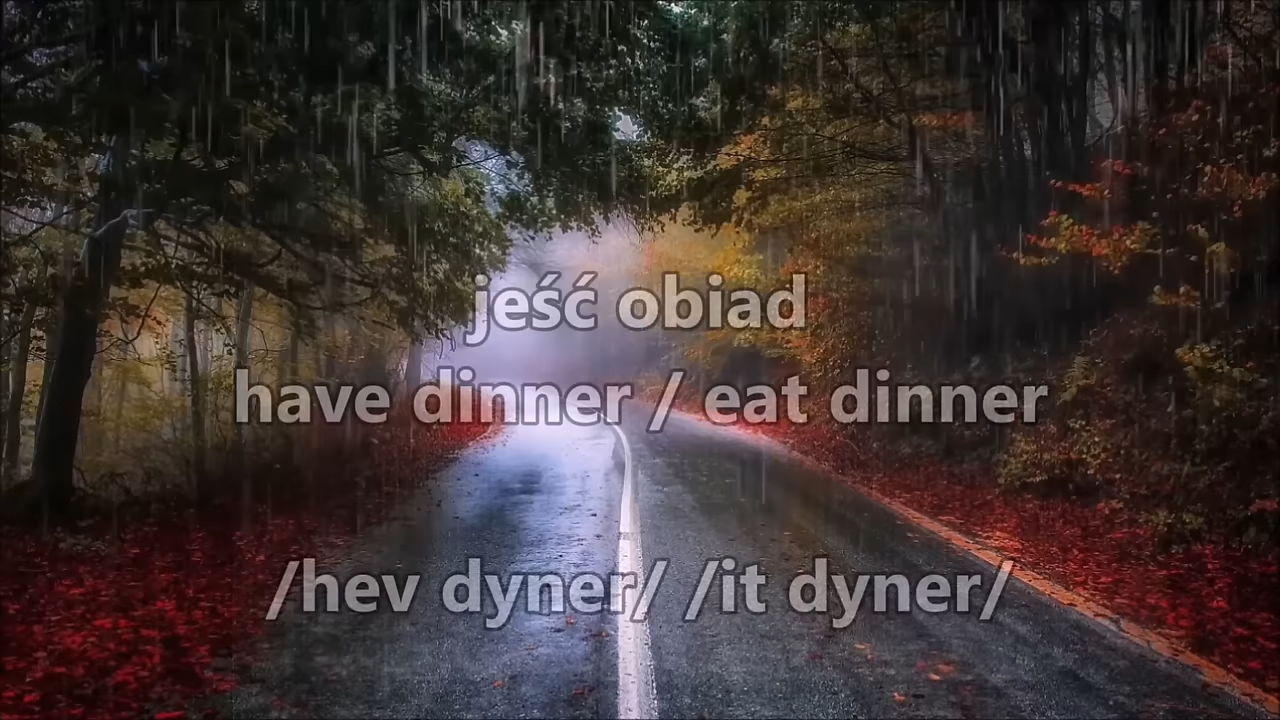 jeść obiad
have dinner / eat dinner
/hev dyner/ /it dyner/